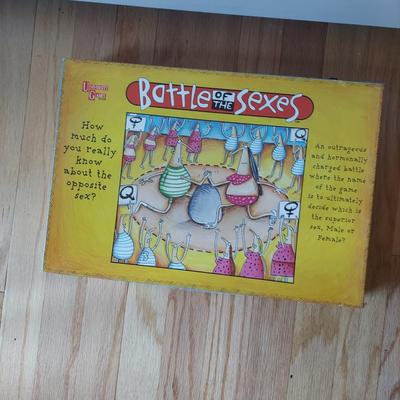 University
Games
Battle OF THE Sexes
How
much do
you really
know
about the
opposite
sex?
An outrageous
and hormonally
charged battle
where the name
of the game
is to ultimately
decide which is
the superior
sex, Male or
Female?